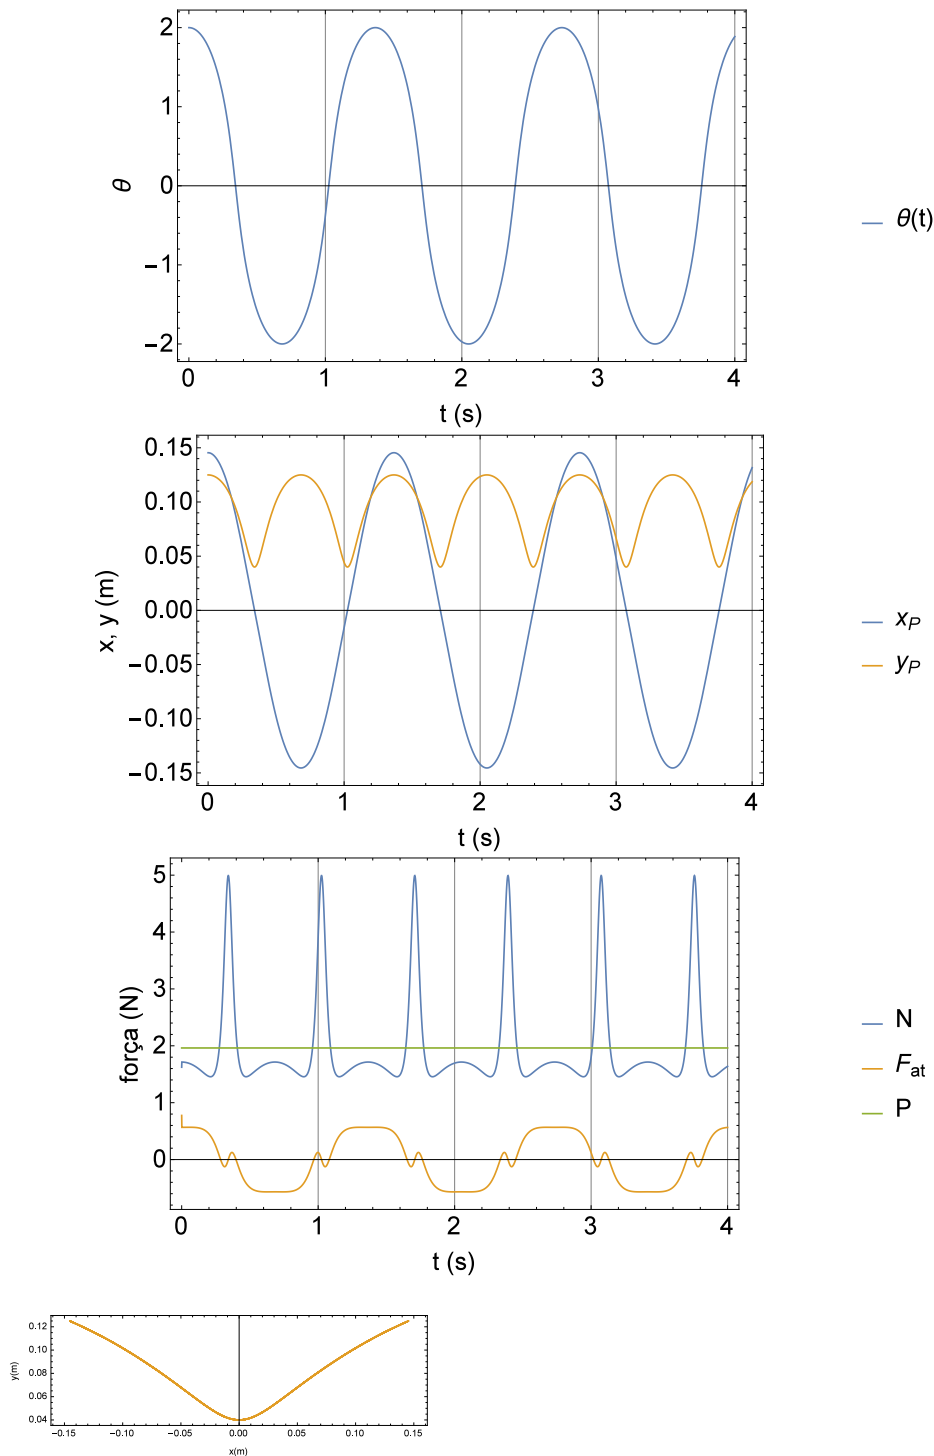 2
1
0
−1
−2
θ
0 1 2 3 4
t (s)
θ(t)
0.15
0.10
0.05
0.00
−0.05
−0.10
−0.15
x, y (m)
0 1 2 3 4
t (s)
x_P
y_P
5
4
3
2
1
0
força (N)
0 1 2 3 4
t (s)
N
F_at
P
0.12
0.10
0.08
0.06
0.04
y(m)
−0.15 −0.10 −0.05 0.00 0.05 0.10 0.15
x(m)